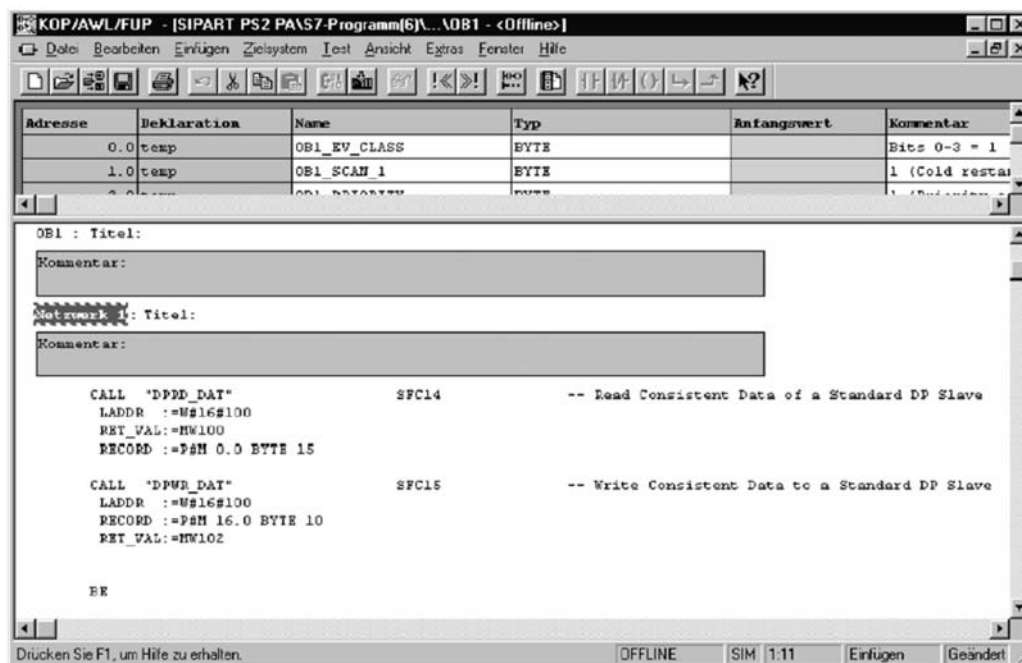 KOP/AWL/FUP - [SIPART PS2 PA\S7-Programm(6)\...\OB1 - <Offline>]
Datei Bearbeiten Einfügen Zielsystem Test Ansicht Extras Fenster Hilfe
Adresse Deklaration Name Typ Anfangswert Kommentar
0.0 temp OB1_EV_CLASS BYTE Bits 0-3 = 1
1.0 temp OB1_SCAN_1 BYTE 1 (Cold restar
OB1 : Titel:
Kommentar:
Netzwerk 1: Titel:
Kommentar:
CALL "DPRD_DAT" SFC14 -- Read Consistent Data of a Standard DP Slave
LADDR :=W#16#100
RET_VAL:=MW100
RECORD :=P#M 0.0 BYTE 15
CALL "DPWR_DAT" SFC15 -- Write Consistent Data to a Standard DP Slave
LADDR :=W#16#100
RECORD :=P#M 16.0 BYTE 10
RET_VAL:=MW102
BE
Drücken Sie F1, um Hilfe zu erhalten. OFFLINE SIM 1:11 Einfügen Geändert